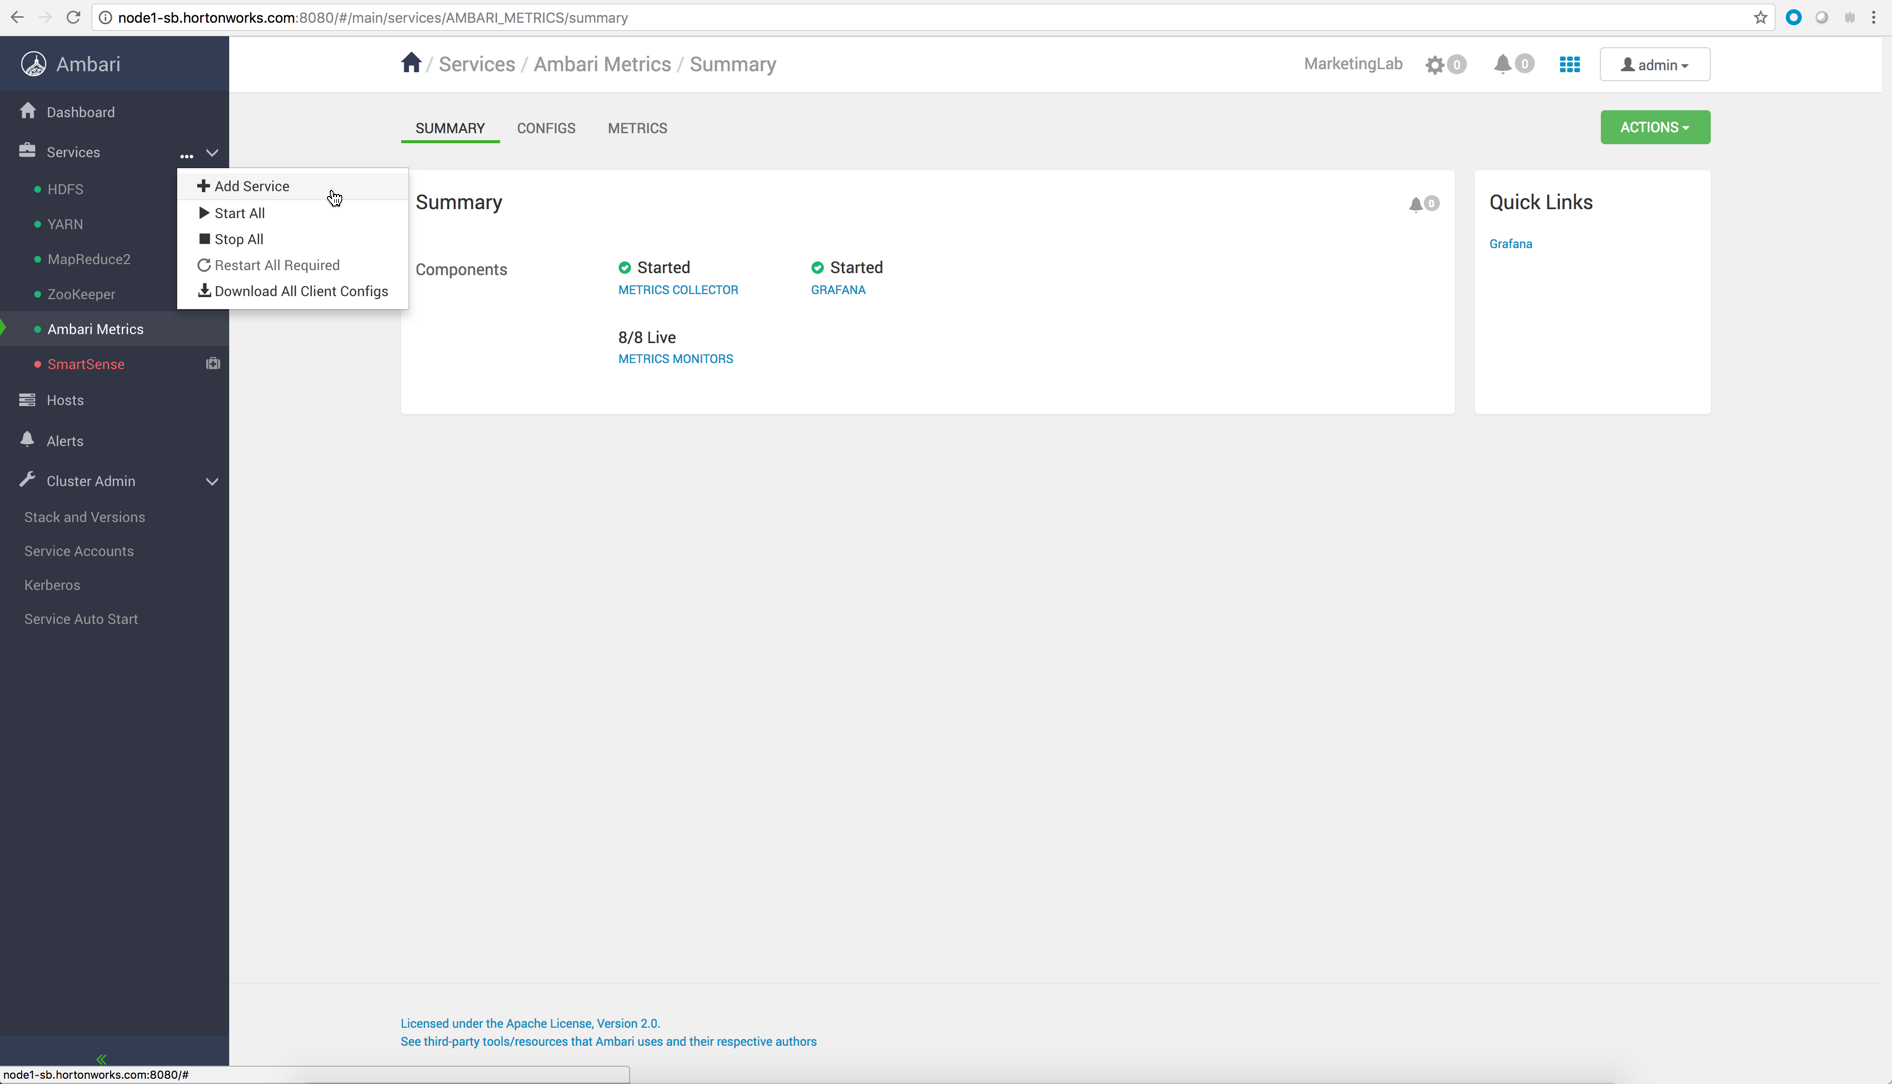 node1-sb.hortonworks.com:8080/#/main/services/AMBARI_METRICS/summary
Ambari
/ Services / Ambari Metrics / Summary
MarketingLab
0
0
admin
Dashboard
Services
...
HDFS
YARN
MapReduce2
ZooKeeper
Ambari Metrics
SmartSense
Hosts
Alerts
Cluster Admin
Stack and Versions
Service Accounts
Kerberos
Service Auto Start
Add Service
Start All
Stop All
Restart All Required
Download All Client Configs
SUMMARY
CONFIGS
METRICS
ACTIONS
Summary
0
Components
Started
METRICS COLLECTOR
Started
GRAFANA
8/8 Live
METRICS MONITORS
Quick Links
Grafana
Licensed under the Apache License, Version 2.0.
See third-party tools/resources that Ambari uses and their respective authors
node1-sb.hortonworks.com:8080/#